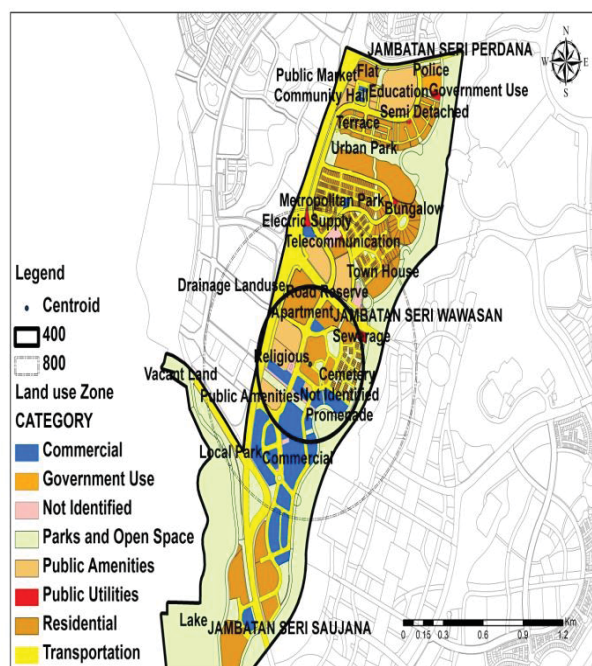 JAMBATAN SERI PERDANA
N
W E
S
Public Market
Flat
Police
Community Hall
Education
Government Use
Semi Detached
Terrace
Urban Park
Metropolitan Park
Bungalow
Electric Supply
Telecommunication
Town House
Drainage Landuse
Road Reserve
Apartment
JAMBATAN SERI WAWASAN
Sewerage
Religious
Vacant Land
Cemetery
Public Amenities
Not Identified
Promenade
Local Park
Commercial
Lake
JAMBATAN SERI SAUJANA
Legend
Centroid
400
800
Land use Zone
CATEGORY
Commercial
Government Use
Not Identified
Parks and Open Space
Public Amenities
Public Utilities
Residential
Transportation
Km
0 0.15 0.3 0.6 0.9 1.2